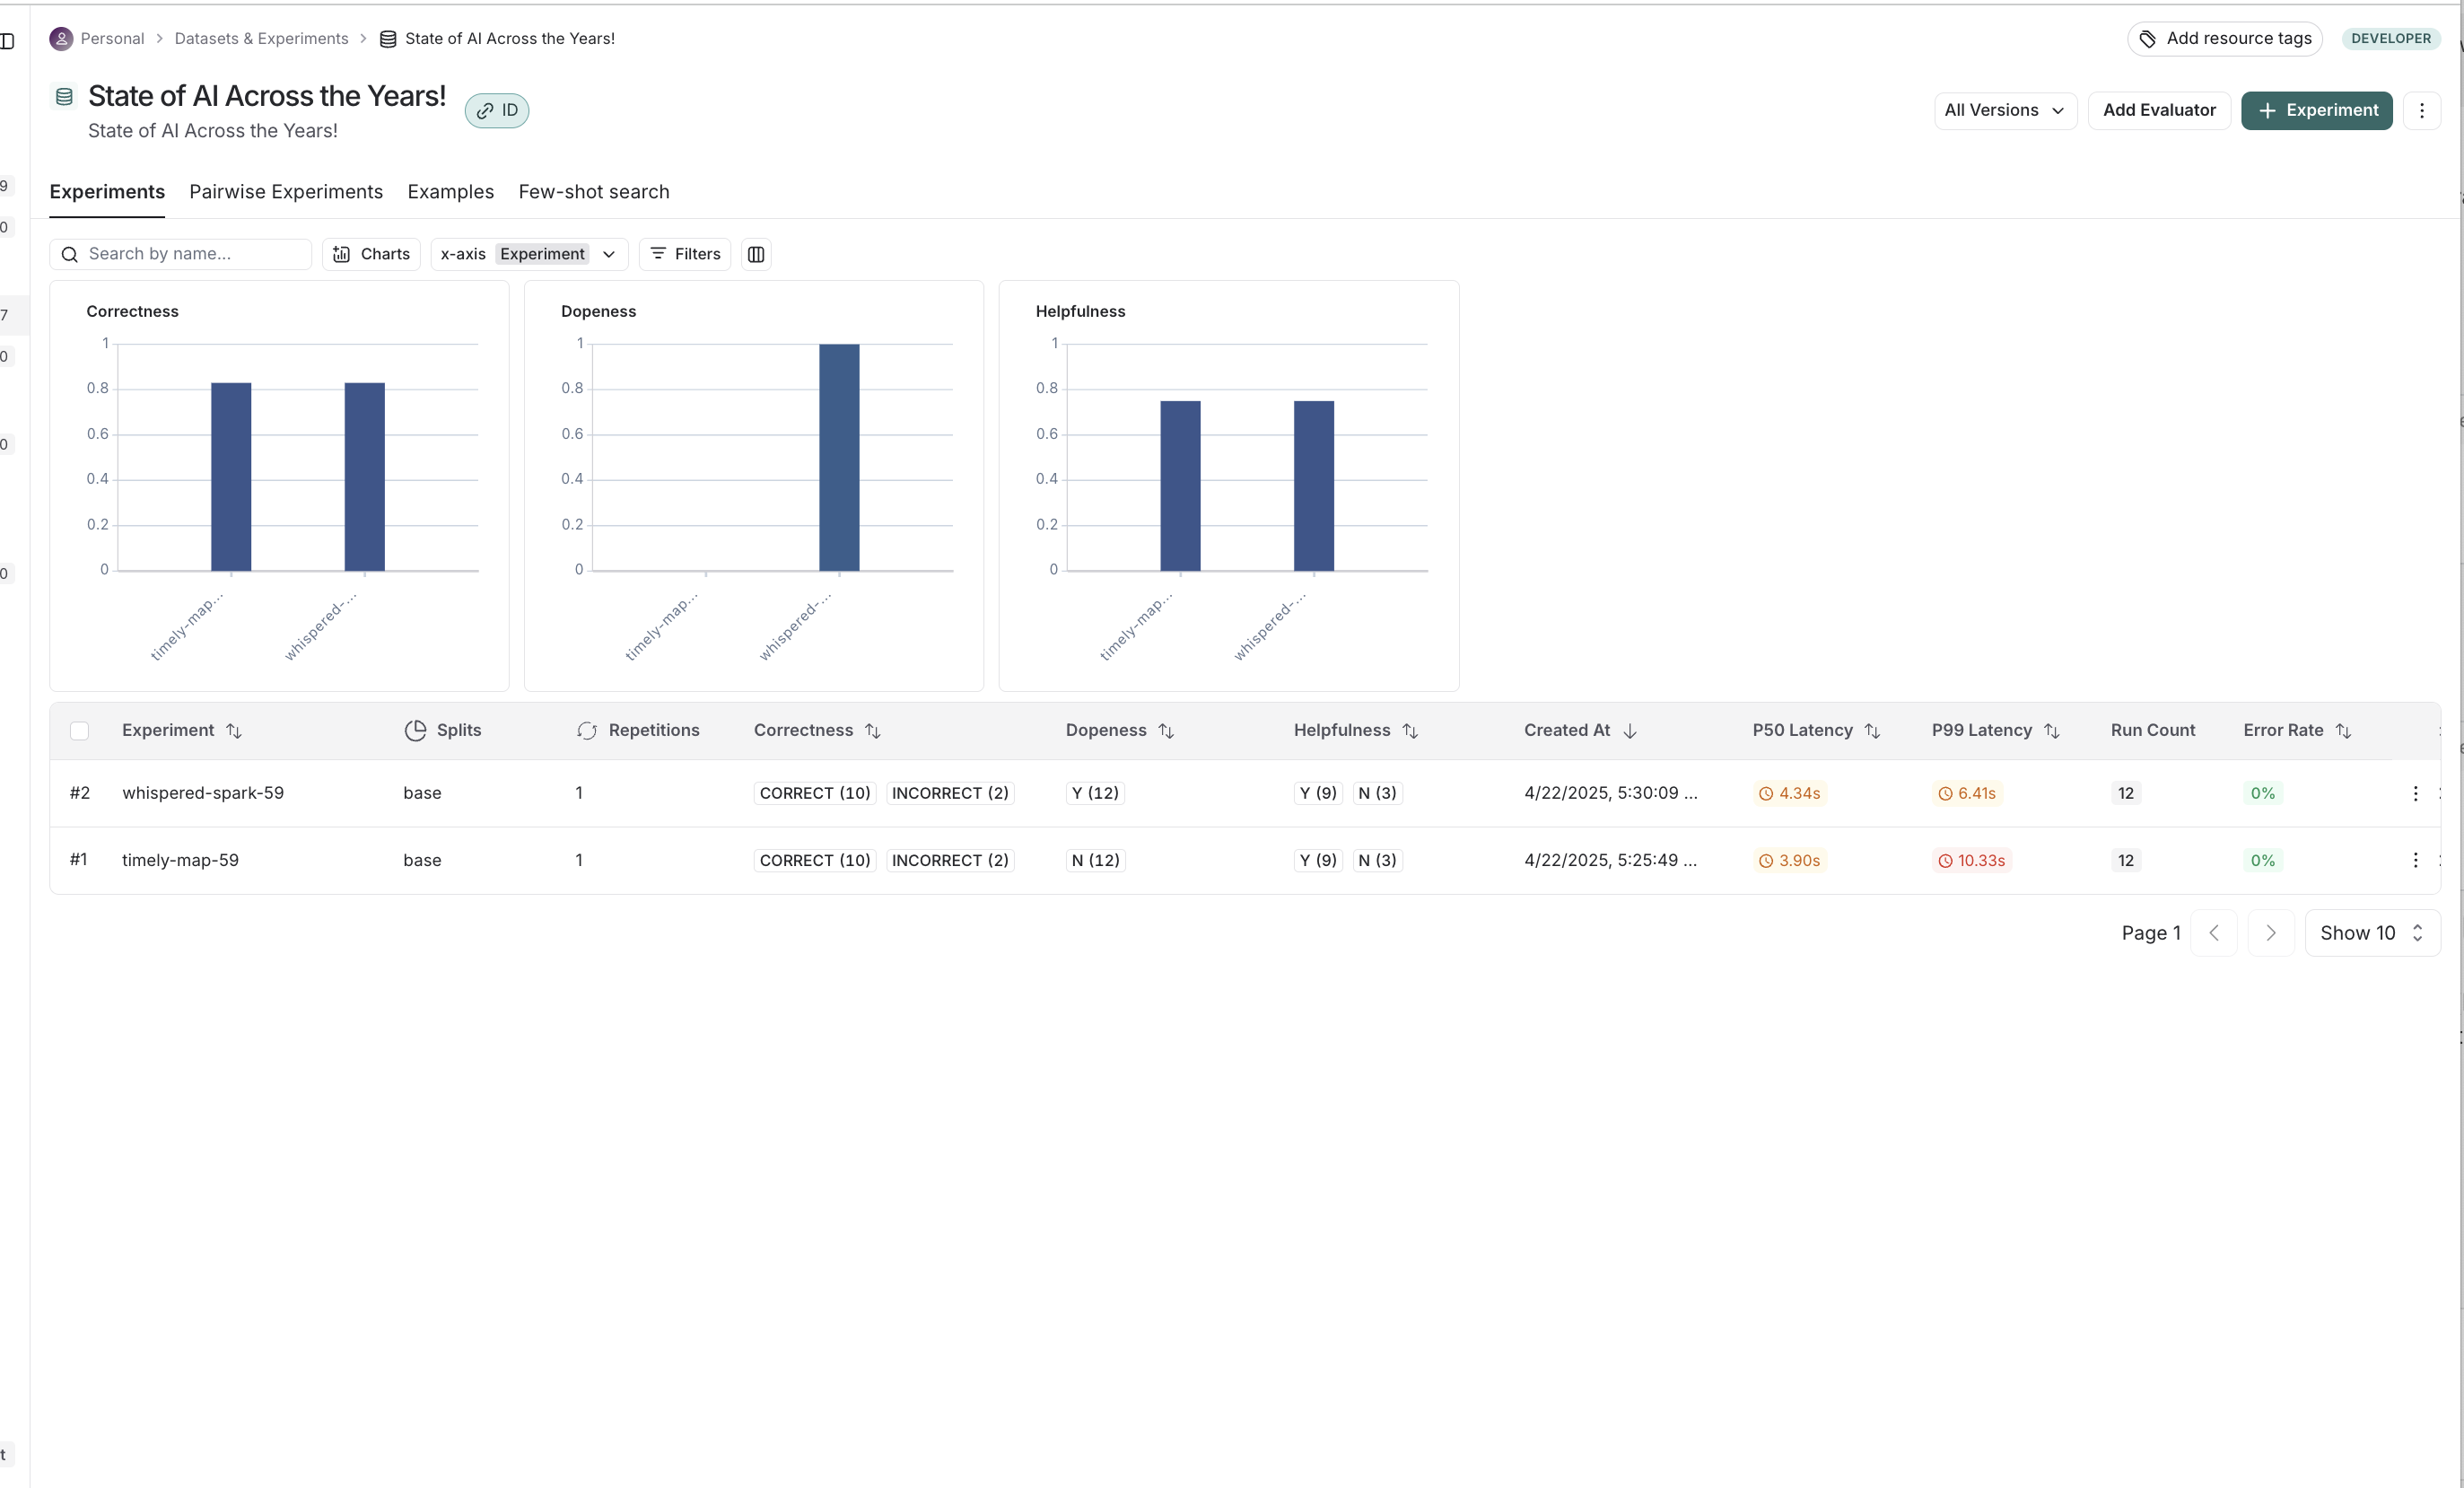 Personal > Datasets & Experiments > State of AI Across the Years!
Add resource tags
DEVELOPER
State of AI Across the Years!
ID
State of AI Across the Years!
All Versions
Add Evaluator
+ Experiment
Experiments
Pairwise Experiments
Examples
Few-shot search
Search by name...
Charts
x-axis Experiment
Filters
Correctness
1
0.8
0.6
0.4
0.2
0
timely-map...
whispered-...
Dopeness
1
0.8
0.6
0.4
0.2
0
timely-map...
whispered-...
Helpfulness
1
0.8
0.6
0.4
0.2
0
timely-map...
whispered-...
Experiment Splits Repetitions Correctness Dopeness Helpfulness Created At P50 Latency P99 Latency Run Count Error Rate
#2 whispered-spark-59 base 1 CORRECT (10) INCORRECT (2) Y (12) Y (9) N (3) 4/22/2025, 5:30:09 ... 4.34s 6.41s 12 0%
#1 timely-map-59 base 1 CORRECT (10) INCORRECT (2) N (12) Y (9) N (3) 4/22/2025, 5:25:49 ... 3.90s 10.33s 12 0%
Page 1
Show 10
9
0
7
0
0
0
t